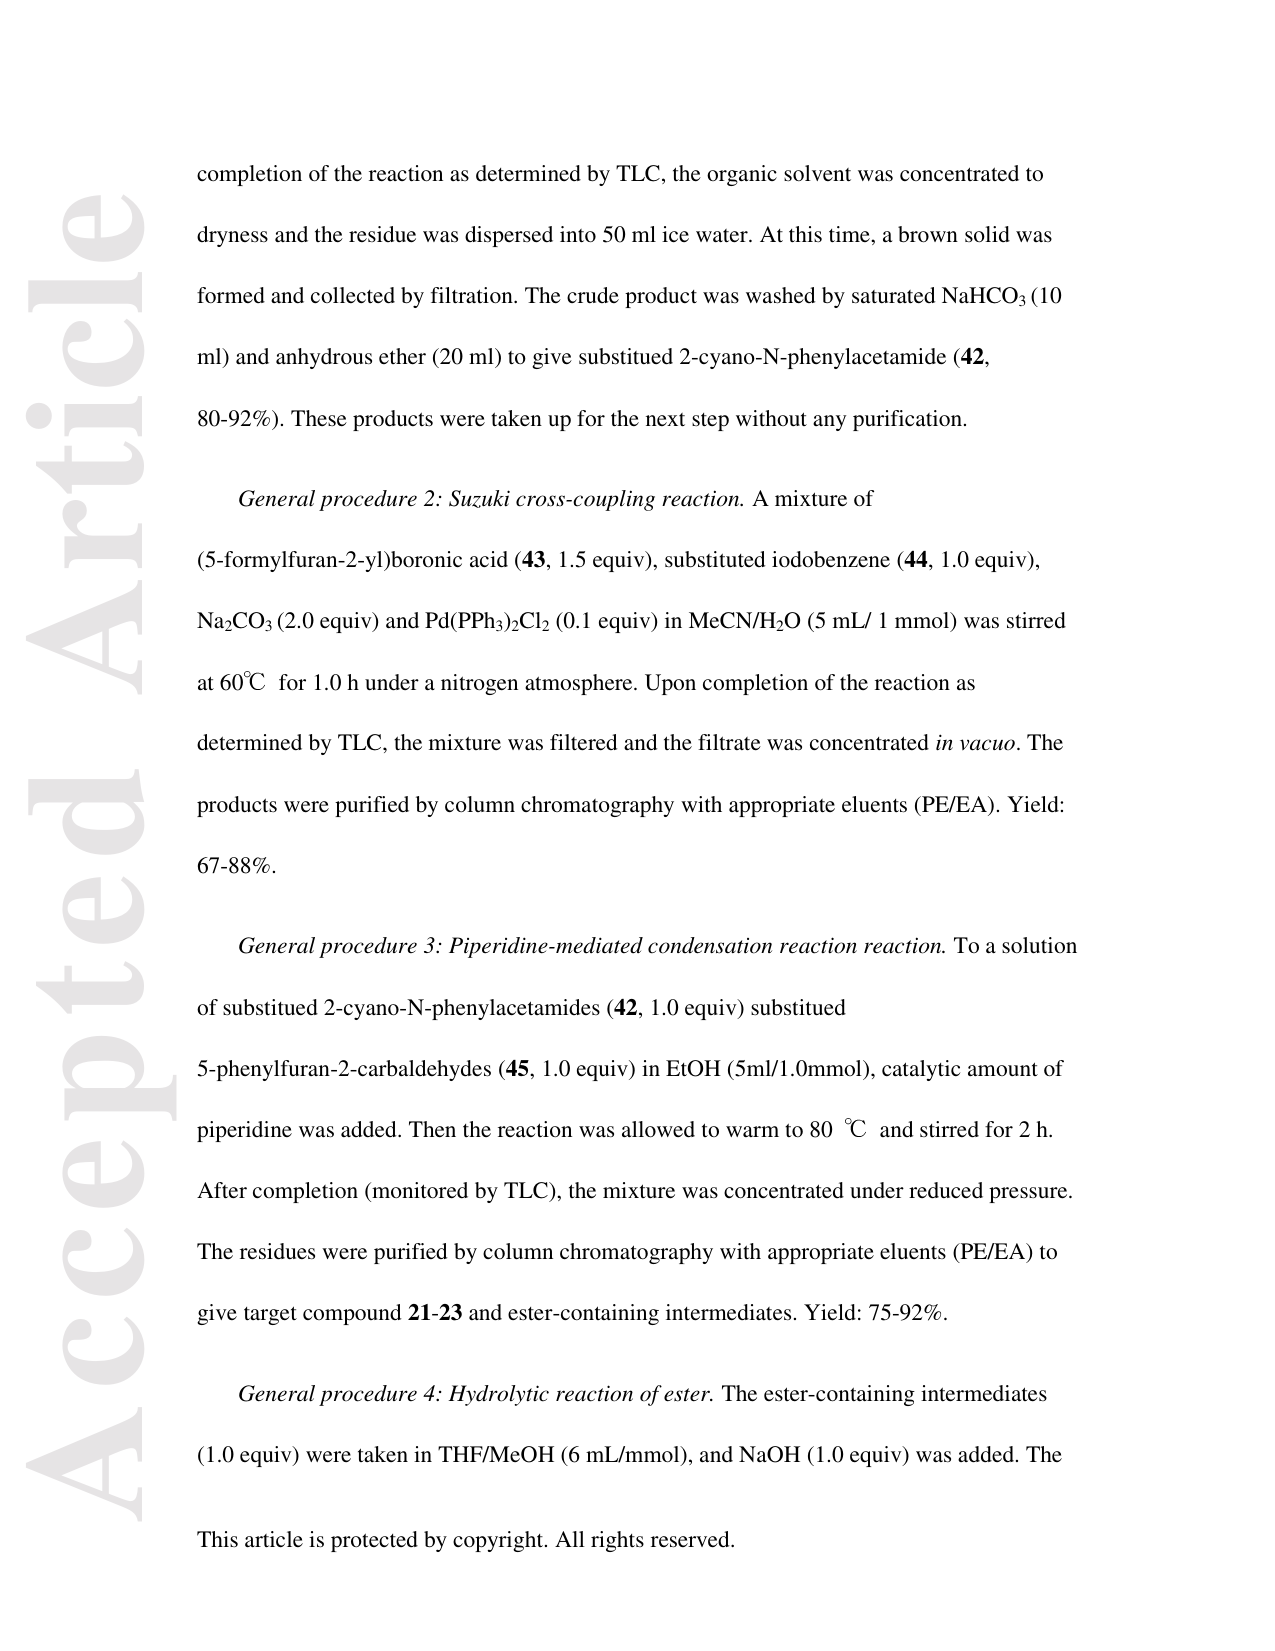 completion of the reaction as determined by TLC, the organic solvent was concentrated to
dryness and the residue was dispersed into 50 ml ice water. At this time, a brown solid was
formed and collected by filtration. The crude product was washed by saturated NaHCO₃ (10
ml) and anhydrous ether (20 ml) to give substitued 2-cyano-N-phenylacetamide (42,
80-92%). These products were taken up for the next step without any purification.
General procedure 2: Suzuki cross-coupling reaction. A mixture of
(5-formylfuran-2-yl)boronic acid (43, 1.5 equiv), substituted iodobenzene (44, 1.0 equiv),
Na₂CO₃ (2.0 equiv) and Pd(PPh₃)₂Cl₂ (0.1 equiv) in MeCN/H₂O (5 mL/ 1 mmol) was stirred
at 60℃ for 1.0 h under a nitrogen atmosphere. Upon completion of the reaction as
determined by TLC, the mixture was filtered and the filtrate was concentrated in vacuo. The
products were purified by column chromatography with appropriate eluents (PE/EA). Yield:
67-88%.
General procedure 3: Piperidine-mediated condensation reaction reaction. To a solution
of substitued 2-cyano-N-phenylacetamides (42, 1.0 equiv) substitued
5-phenylfuran-2-carbaldehydes (45, 1.0 equiv) in EtOH (5ml/1.0mmol), catalytic amount of
piperidine was added. Then the reaction was allowed to warm to 80 ℃ and stirred for 2 h.
After completion (monitored by TLC), the mixture was concentrated under reduced pressure.
The residues were purified by column chromatography with appropriate eluents (PE/EA) to
give target compound 21-23 and ester-containing intermediates. Yield: 75-92%.
General procedure 4: Hydrolytic reaction of ester. The ester-containing intermediates
(1.0 equiv) were taken in THF/MeOH (6 mL/mmol), and NaOH (1.0 equiv) was added. The
This article is protected by copyright. All rights reserved.
Accepted Article